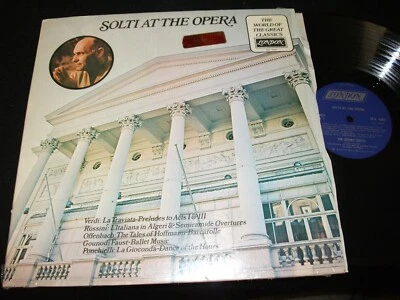 SOLTI AT THE OPERA
THE WORLD
OF THE GREAT
CLASSICS
LONDON
Verdi: La Traviata-Preludes to Acts I & III
Rossini: L'Italiana in Algeri & Semiramide Overtures
Offenbach: The Tales of Hoffmann-Barcarolle
Gounod: Faust-Ballet Music
Ponchielli: La Gioconda-Dance of the Hours
LONDON